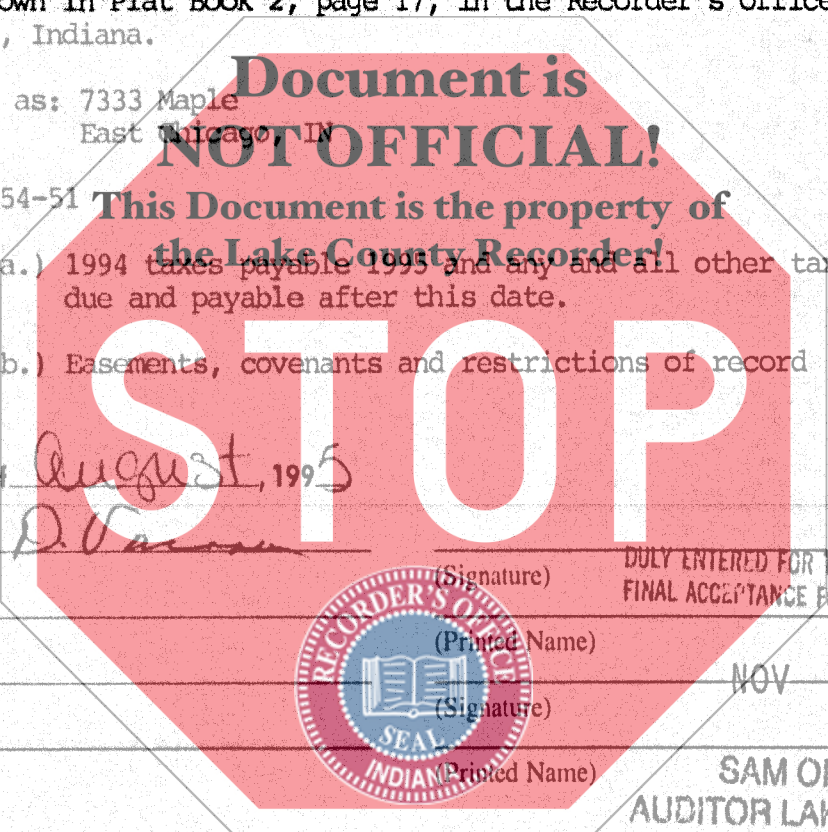 own in Plat Book 2, page 17, in the Recorder's Office
, Indiana.
Document is
as: 7333 Maple
East Chicago, IN
NOT OFFICIAL!
54-51
This Document is the property of
the Lake County Recorder!
a.) 1994 taxes payable 1995 and any and all other tax
due and payable after this date.
STOP
b.) Easements, covenants and restrictions of record
August, 1995
D.
(Signature)
DULY ENTERED FOR
FINAL ACCEPTANCE F
(Printed Name)
NOV
(Signature)
(Printed Name)
RECORDER'S OFFICE
SEAL
INDIANA
SAM
AUDITOR LAK